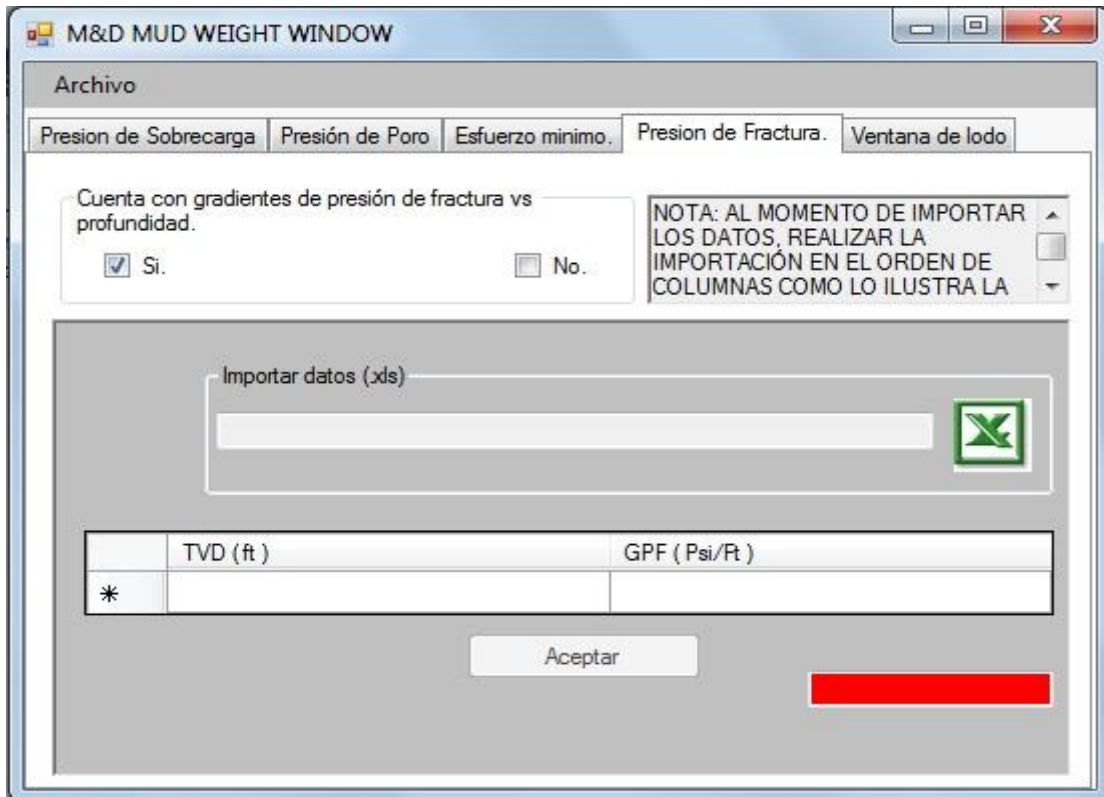 M&D MUD WEIGHT WINDOW
Archivo
Presion de Sobrecarga
Presión de Poro
Esfuerzo minimo.
Presion de Fractura.
Ventana de lodo
Cuenta con gradientes de presión de fractura vs
profundidad.
Si.
No.
NOTA: AL MOMENTO DE IMPORTAR
LOS DATOS, REALIZAR LA
IMPORTACIÓN EN EL ORDEN DE
COLUMNAS COMO LO ILUSTRA LA
Importar datos (.xls)
TVD ( ft )
GPF ( Psi/Ft )
Aceptar